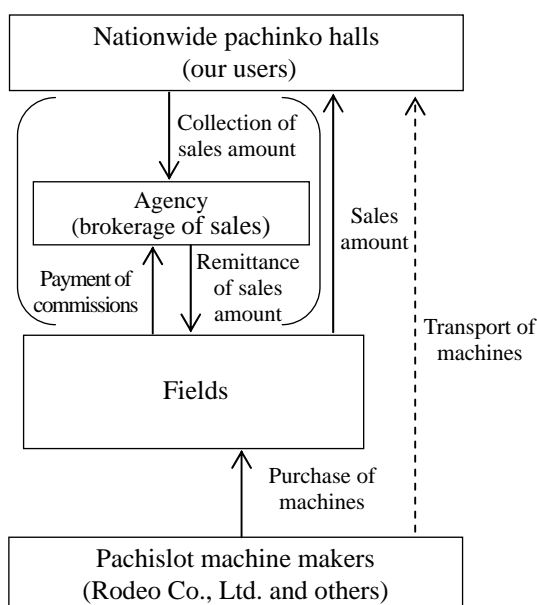 Nationwide pachinko halls
(our users)
Collection of
sales amount
Agency
(brokerage of sales)
Sales
amount
Payment of
commissions
Remittance
of sales
amount
Transport of
machines
Fields
Purchase of
machines
Pachislot machine makers
(Rodeo Co., Ltd. and others)